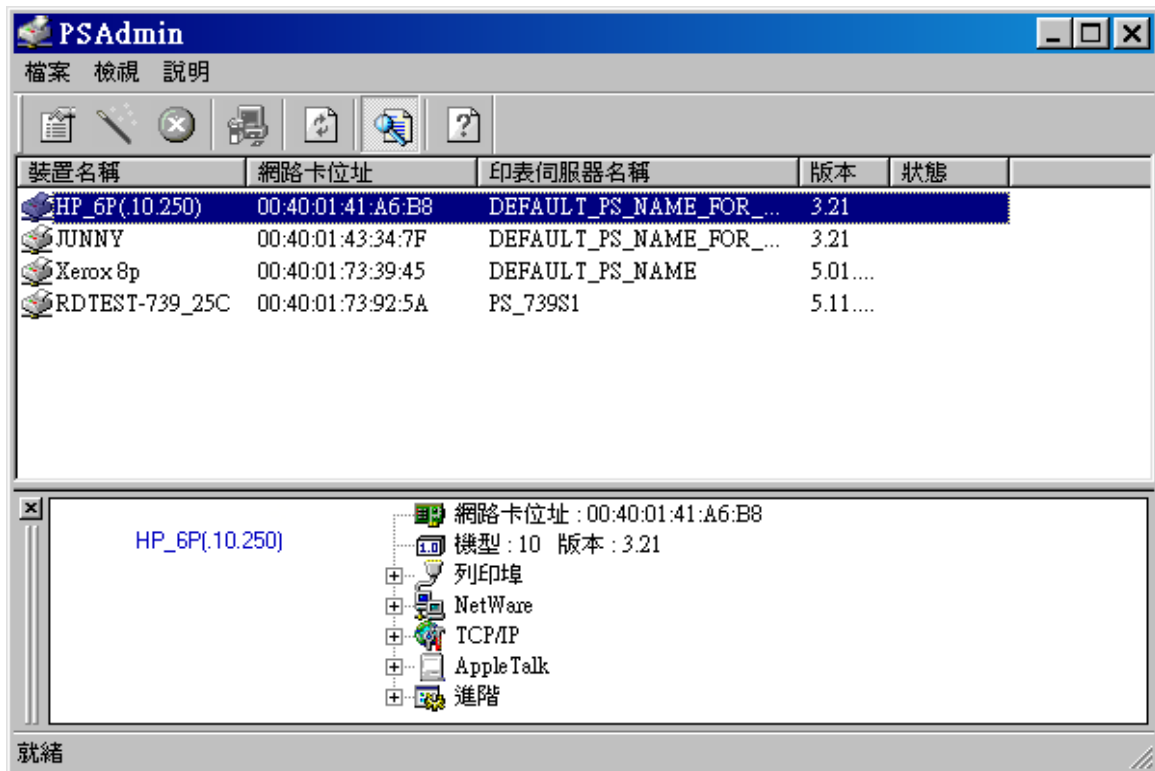 PSAdmin
檔案 檢視 說明
裝置名稱 網路卡位址 印表伺服器名稱 版本 狀態
HP_6P(.10.250) 00:40:01:41:A6:B8 DEFAULT_PS_NAME_FOR_... 3.21
JUNNY 00:40:01:43:34:7F DEFAULT_PS_NAME_FOR_... 3.21
Xerox 8p 00:40:01:73:39:45 DEFAULT_PS_NAME 5.01....
RDTEST-739_25C 00:40:01:73:92:5A PS_739S1 5.11....
HP_6P(.10.250)
網路卡位址 : 00:40:01:41:A6:B8
1.0 機型 : 10 版本 : 3.21
列印埠
NetWare
TCP/IP
AppleTalk
進階
就緒